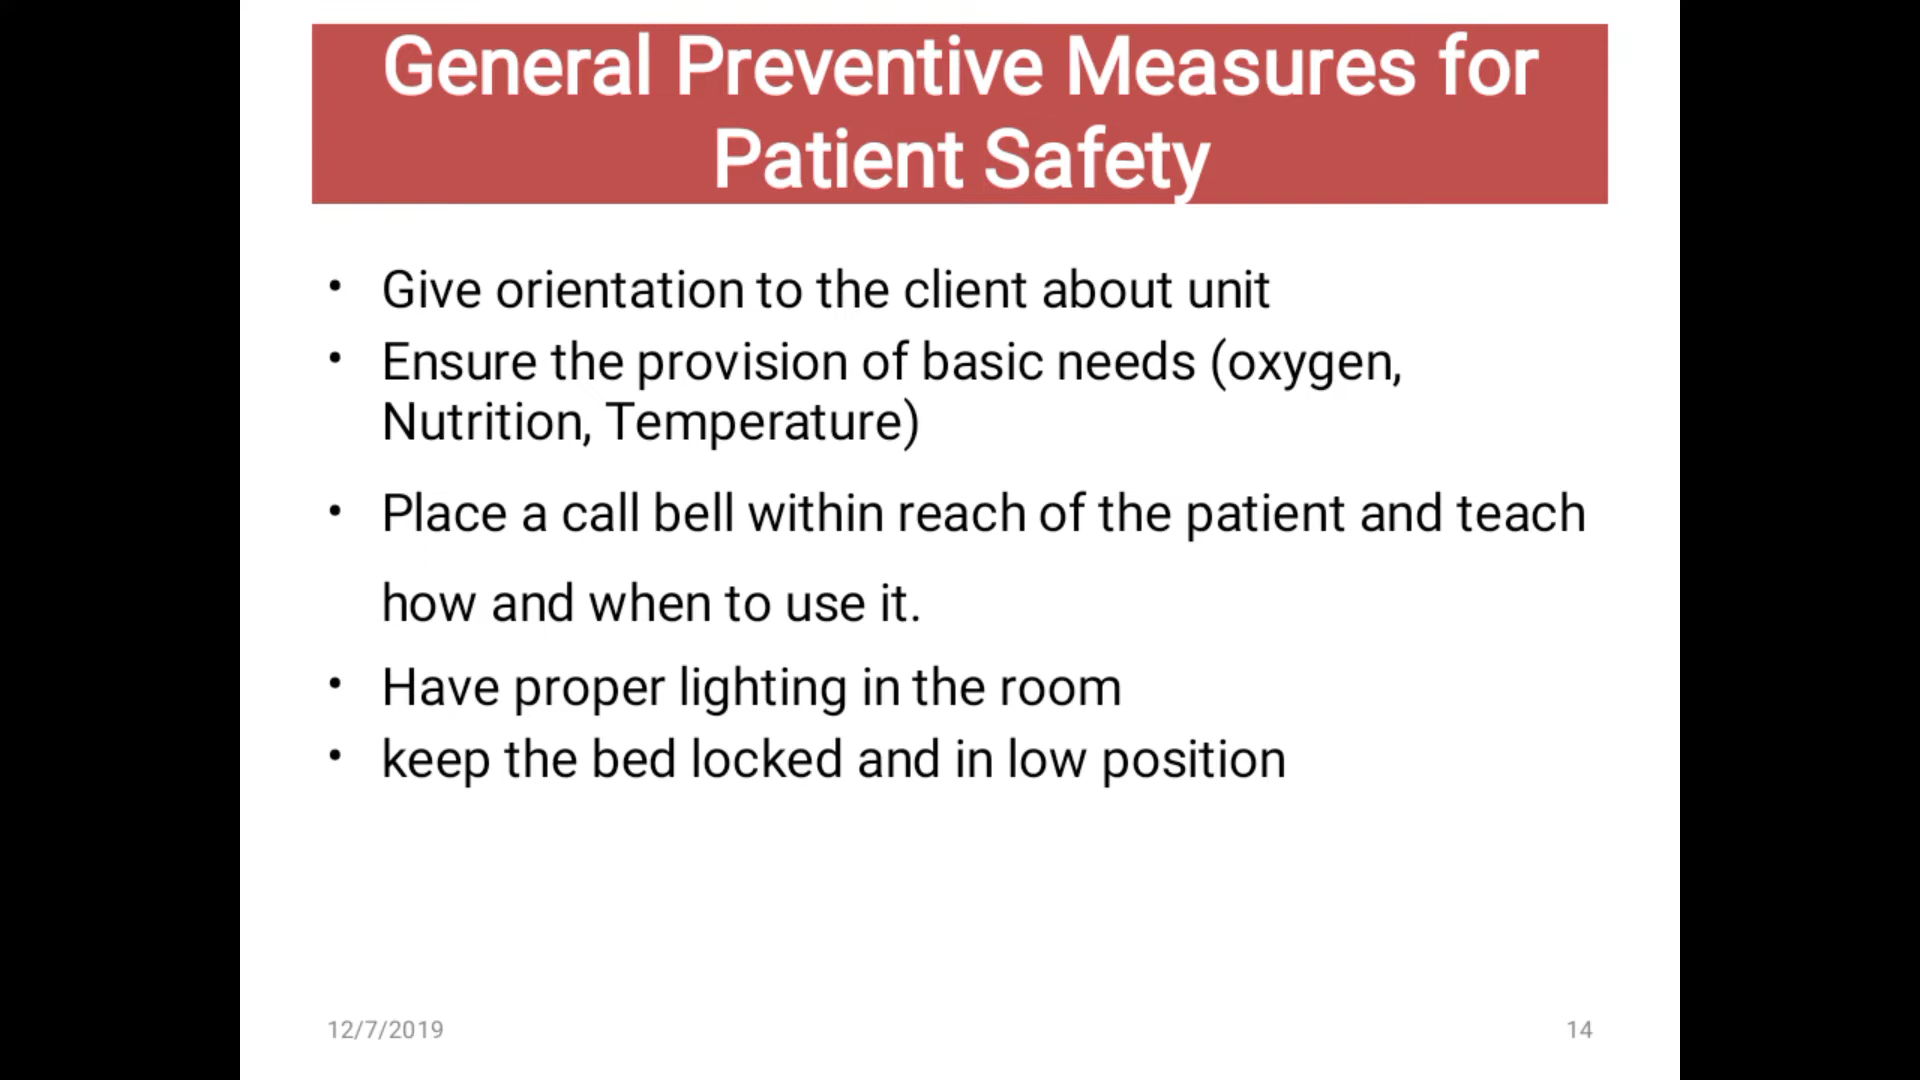 General Preventive Measures for
Patient Safety
• Give orientation to the client about unit
• Ensure the provision of basic needs (oxygen,
Nutrition, Temperature)
• Place a call bell within reach of the patient and teach
how and when to use it.
• Have proper lighting in the room
• keep the bed locked and in low position
12/7/2019
14